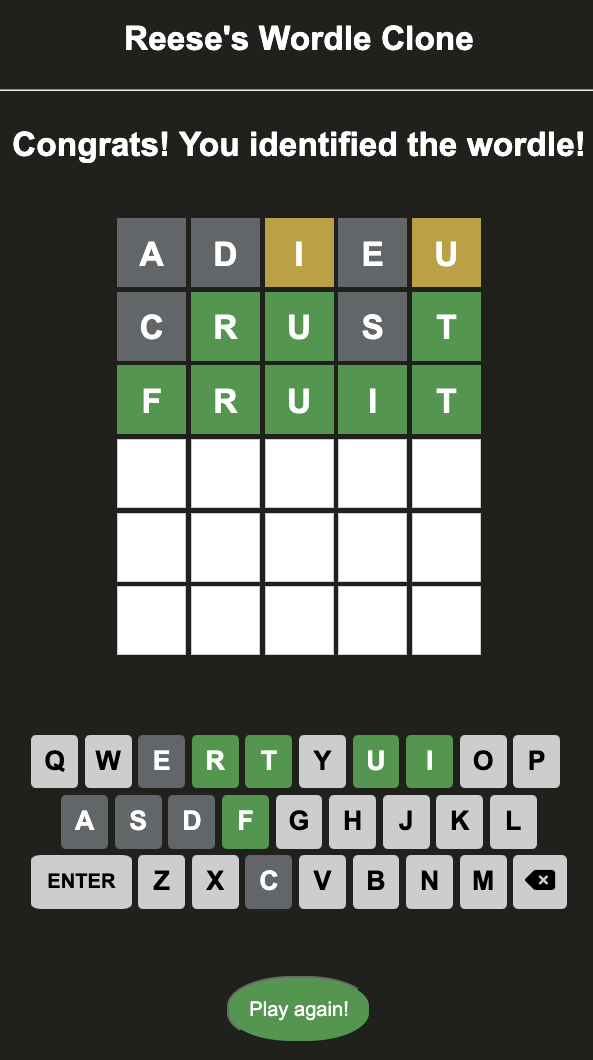 Reese's Wordle Clone
Congrats! You identified the wordle!
A D I E U
C R U S T
F R U I T
Q W E R T Y U I O P
A S D F G H J K L
ENTER Z X C V B N M
Play again!